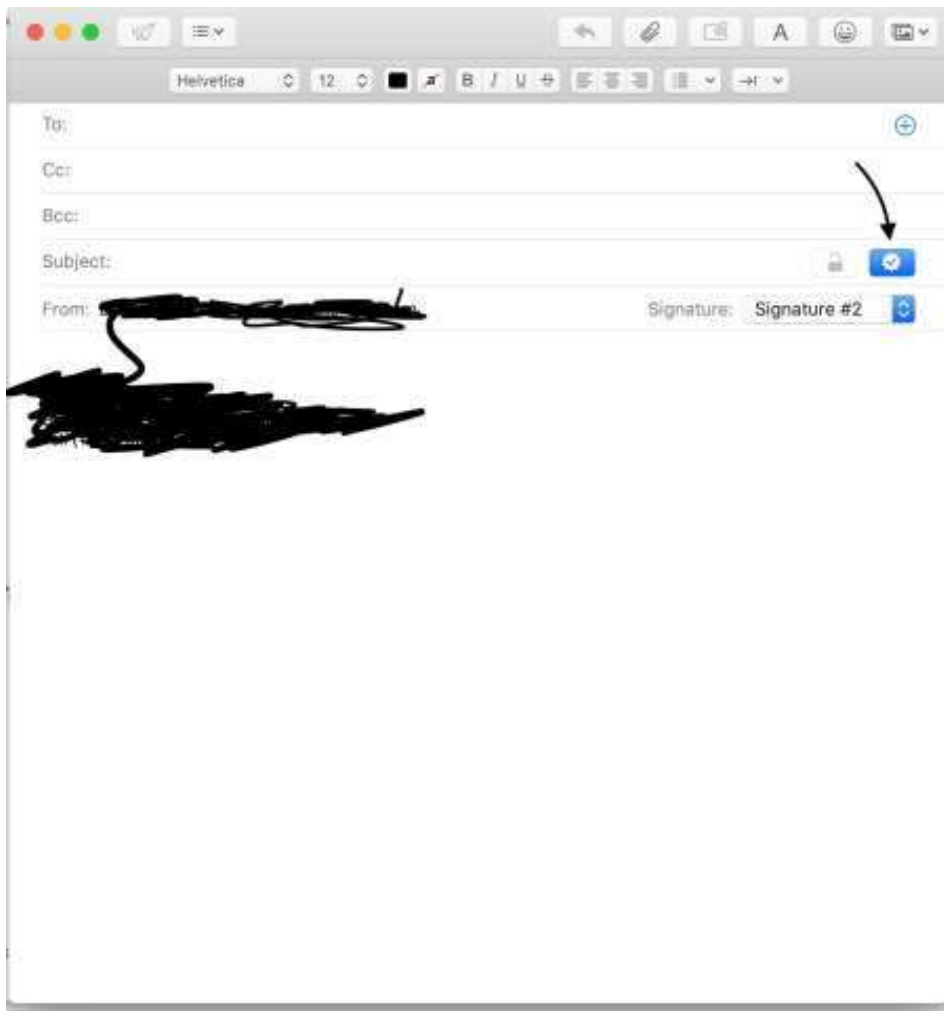 Helvetica 12 a B I U S
A
To:
Cc:
Bcc:
Subject:
From:
Signature: Signature #2